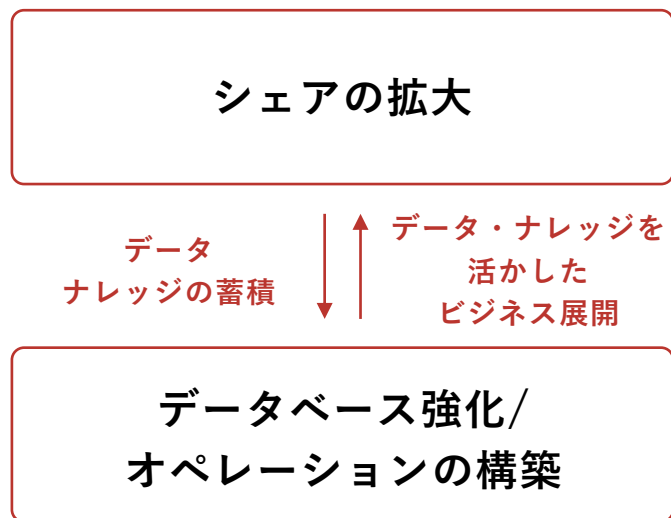 シェアの拡大
データ
ナレッジの蓄積
データ・ナレッジを
活かした
ビジネス展開
データベース強化/
オペレーションの構築